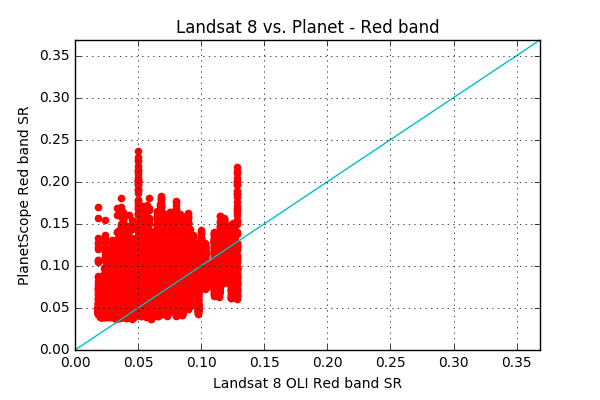 Landsat 8 vs. Planet - Red band
0.35
0.30
0.25
0.20
0.15
0.10
0.05
0.00
PlanetScope Red band SR
0.00 0.05 0.10 0.15 0.20 0.25 0.30 0.35
Landsat 8 OLI Red band SR